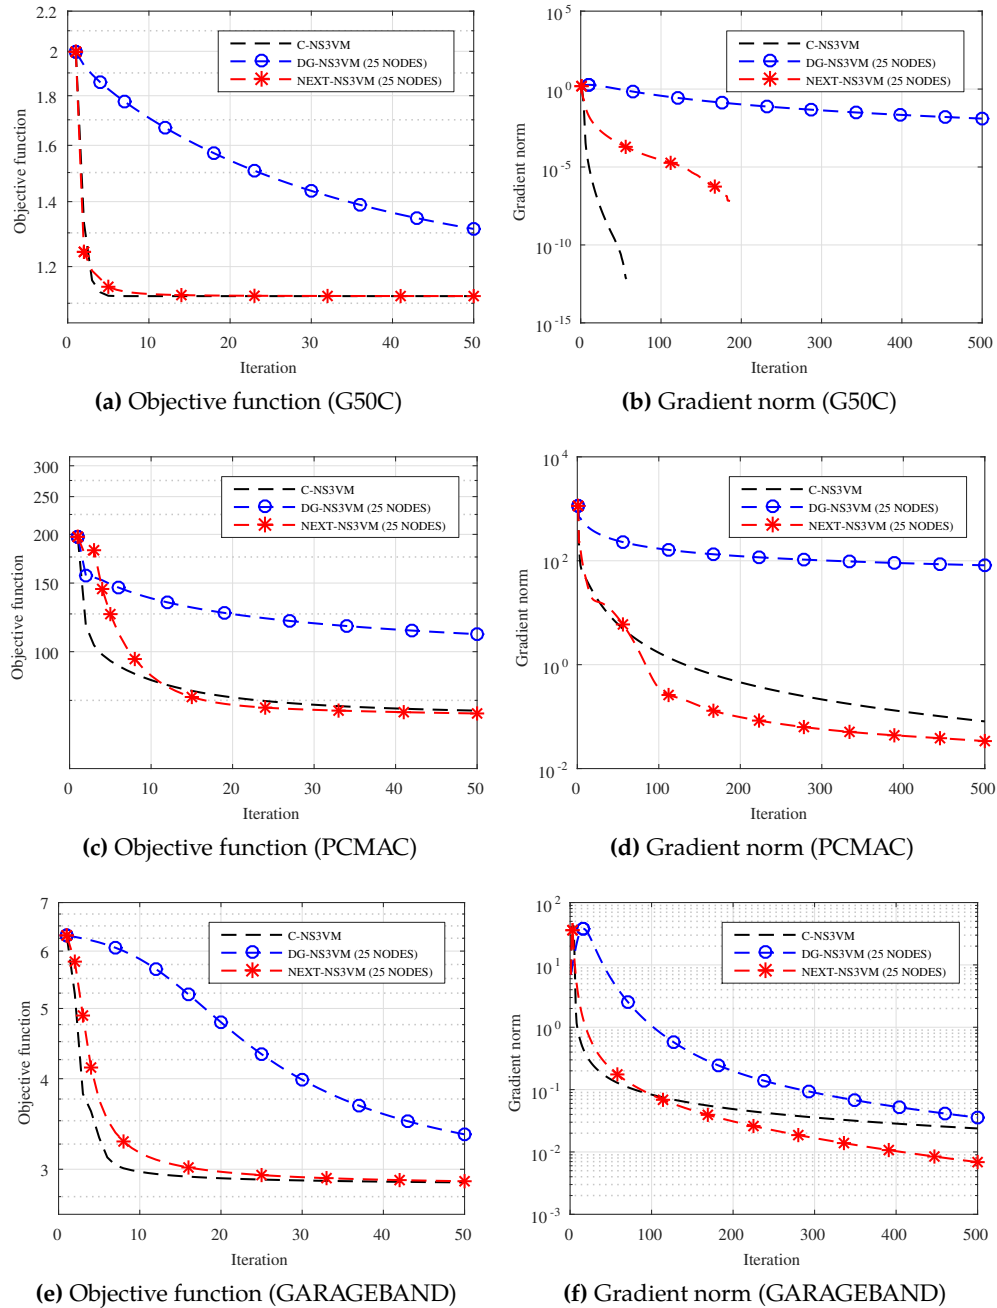 2.2
2
1.8
1.6
1.4
1.2
Objective function
C-NS3VM
DG-NS3VM (25 NODES)
NEXT-NS3VM (25 NODES)
0 10 20 30 40 50
Iteration
(a) Objective function (G50C)
10^5
10^0
10^-5
10^-10
10^-15
Gradient norm
C-NS3VM
DG-NS3VM (25 NODES)
NEXT-NS3VM (25 NODES)
0 100 200 300 400 500
Iteration
(b) Gradient norm (G50C)
300
250
200
150
100
Objective function
C-NS3VM
DG-NS3VM (25 NODES)
NEXT-NS3VM (25 NODES)
0 10 20 30 40 50
Iteration
(c) Objective function (PCMAC)
10^4
10^2
10^0
10^-2
Gradient norm
C-NS3VM
DG-NS3VM (25 NODES)
NEXT-NS3VM (25 NODES)
0 100 200 300 400 500
Iteration
(d) Gradient norm (PCMAC)
7
6
5
4
3
Objective function
C-NS3VM
DG-NS3VM (25 NODES)
NEXT-NS3VM (25 NODES)
0 10 20 30 40 50
Iteration
(e) Objective function (GARAGEBAND)
10^2
10^1
10^0
10^-1
10^-2
10^-3
Gradient norm
C-NS3VM
DG-NS3VM (25 NODES)
NEXT-NS3VM (25 NODES)
0 100 200 300 400 500
Iteration
(f) Gradient norm (GARAGEBAND)